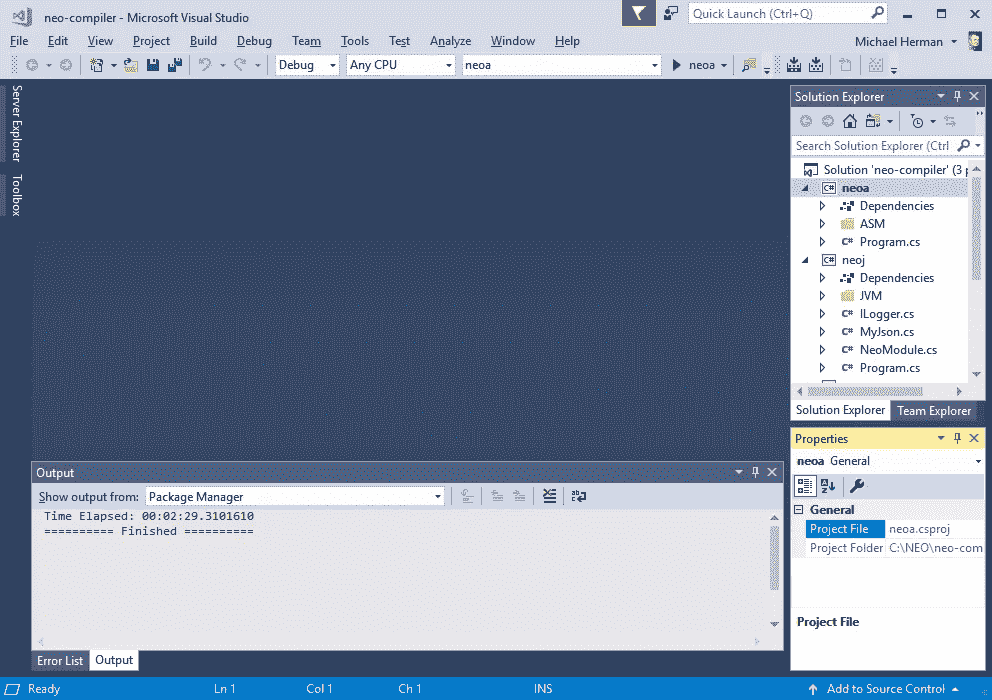 neo-compiler - Microsoft Visual Studio
Quick Launch (Ctrl+Q)
File Edit View Project Build Debug Team Tools Test Analyze Window Help
Michael Herman
Debug Any CPU neoa neoa
Server Explorer
Toolbox
Solution Explorer
Search Solution Explorer (Ctrl
Solution 'neo-compiler' (3 p
C# neoa
Dependencies
ASM
C# Program.cs
C# neoj
Dependencies
JVM
C# ILogger.cs
C# MyJson.cs
C# NeoModule.cs
C# Program.cs
Solution Explorer Team Explorer
Properties
neoa General
General
Project File neoa.csproj
Project Folder C:\NEO\neo-com
Project File
Output
Show output from: Package Manager
Time Elapsed: 00:02:29.3101610
========== Finished ==========
Error List Output
Ready Ln 1 Col 1 Ch 1 INS Add to Source Control